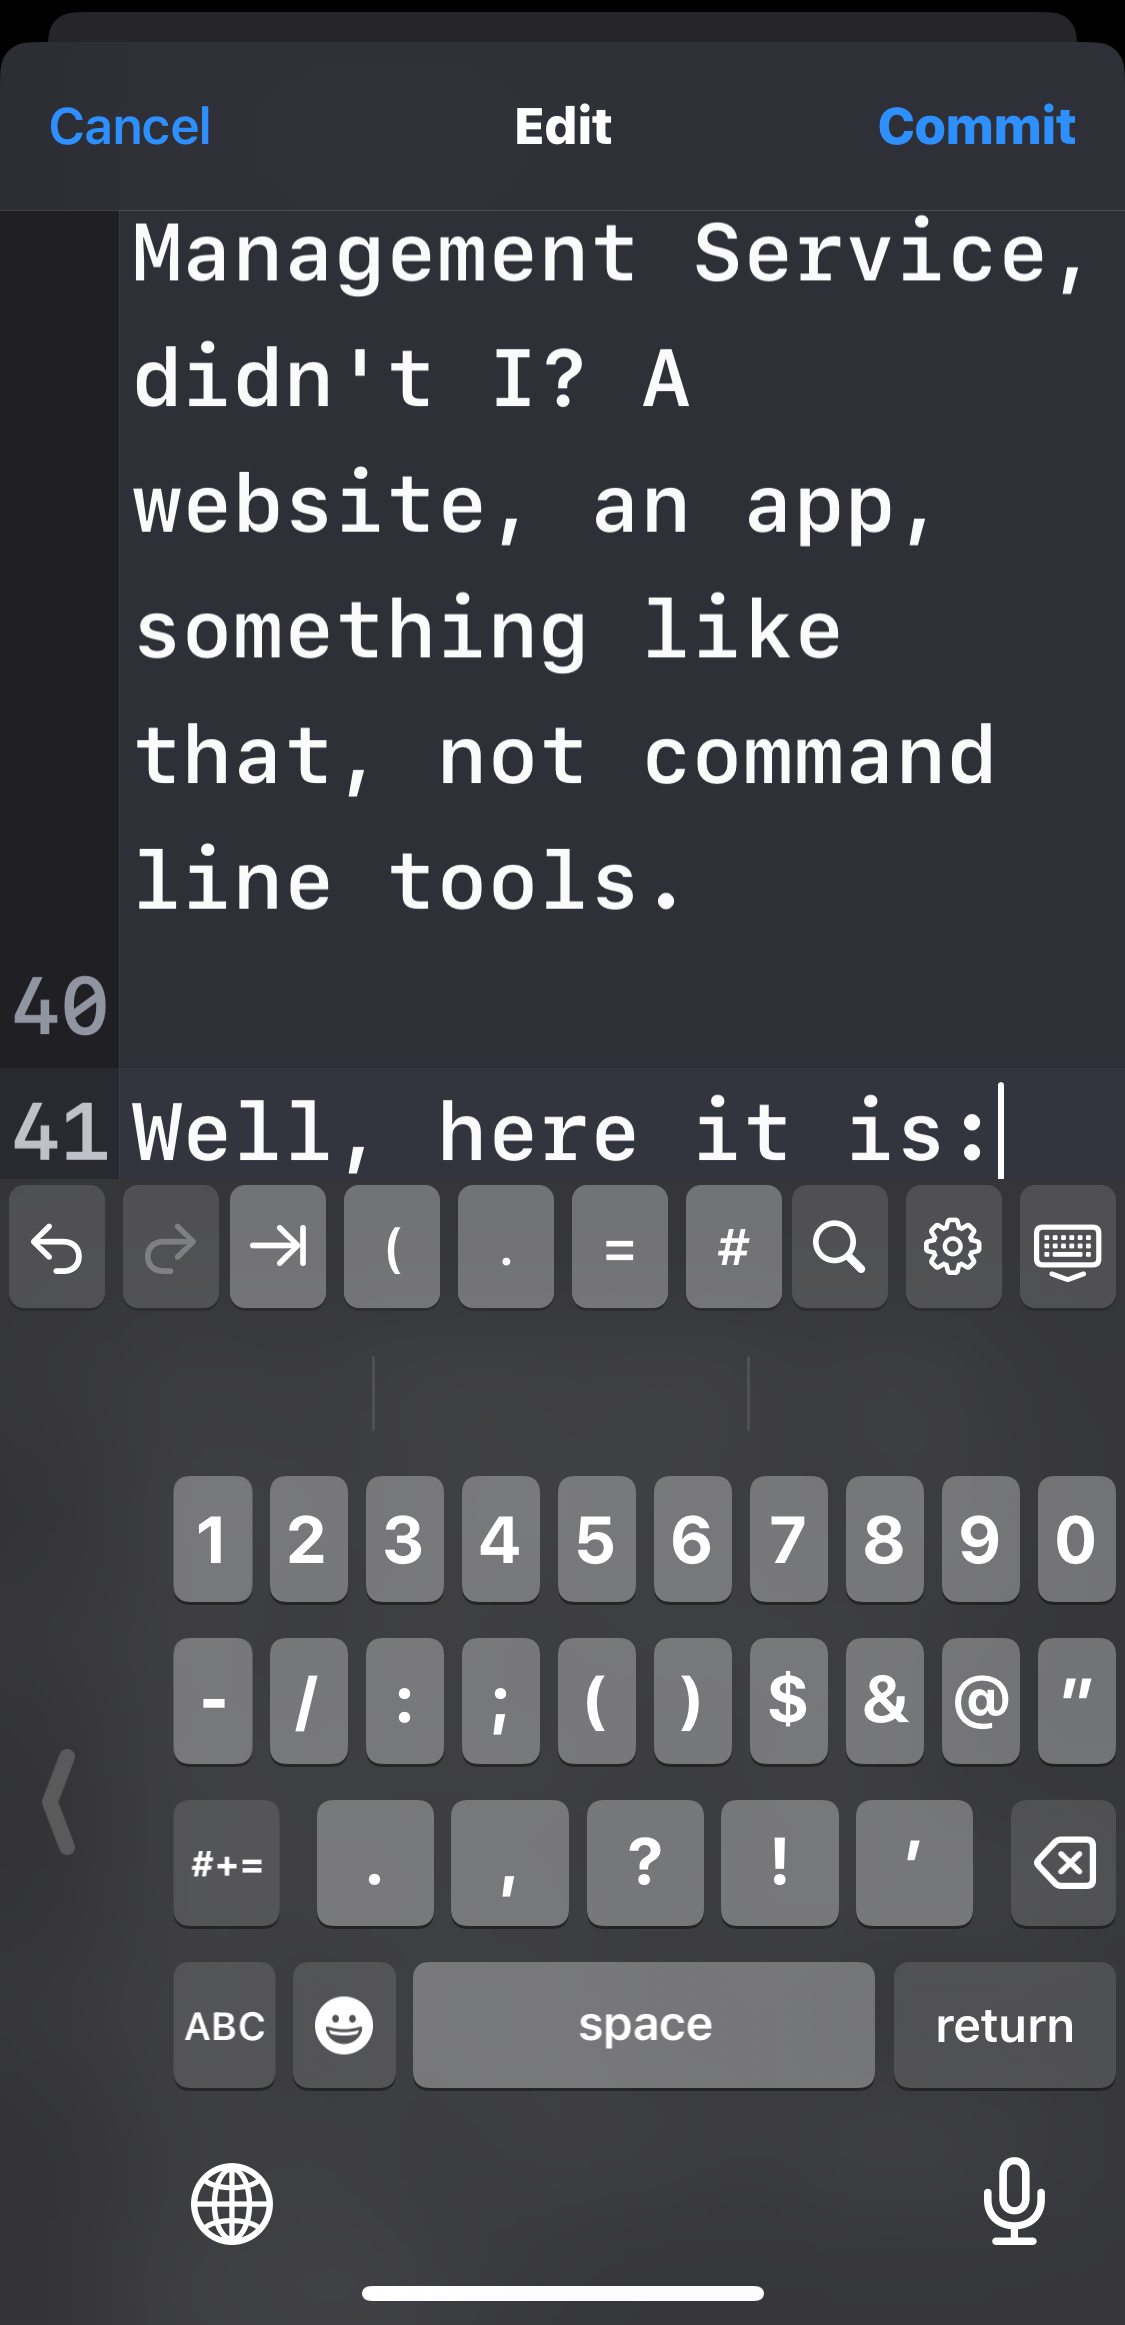 Cancel Edit Commit
Management Service,
didn't I? A
website, an app,
something like
that, not command
line tools.
40
41 Well, here it is:
( . = #
1 2 3 4 5 6 7 8 9 0
- / : ; ( ) $ & @ "
#+= . , ? ! '
ABC space return